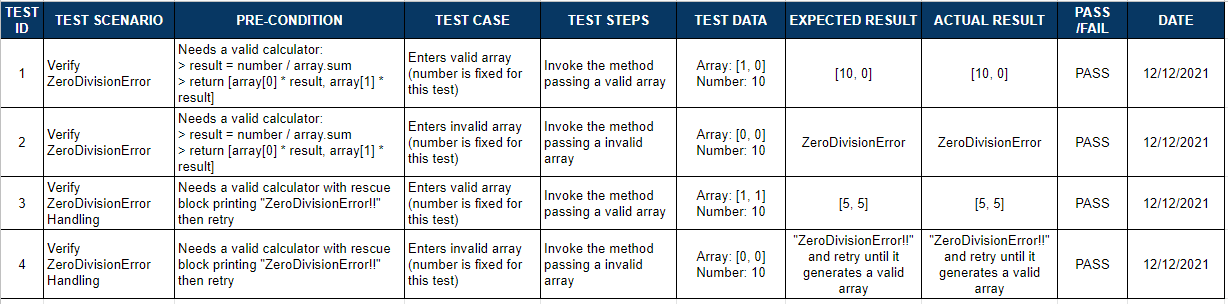 TEST ID TEST SCENARIO PRE-CONDITION TEST CASE TEST STEPS TEST DATA EXPECTED RESULT ACTUAL RESULT PASS /FAIL DATE
1
Verify
ZeroDivisionError
Needs a valid calculator:
> result = number / array.sum
> return [array[0] * result, array[1] *
result]
Enters valid array
(number is fixed for
this test)
Invoke the method
passing a valid array
Array: [1, 0]
Number: 10
[10, 0]
[10, 0]
PASS
12/12/2021
2
Verify
ZeroDivisionError
Needs a valid calculator:
> result = number / array.sum
> return [array[0] * result, array[1] *
result]
Enters invalid array
(number is fixed for
this test)
Invoke the method
passing a invalid
array
Array: [0, 0]
Number: 10
ZeroDivisionError
ZeroDivisionError
PASS
12/12/2021
3
Verify
ZeroDivisionError
Handling
Needs a valid calculator with rescue
block printing "ZeroDivisionError!!"
then retry
Enters valid array
(number is fixed for
this test)
Invoke the method
passing a valid array
Array: [1, 1]
Number: 10
[5, 5]
[5, 5]
PASS
12/12/2021
4
Verify
ZeroDivisionError
Handling
Needs a valid calculator with rescue
block printing "ZeroDivisionError!!"
then retry
Enters invalid array
(number is fixed for
this test)
Invoke the method
passing a invalid
array
Array: [0, 0]
Number: 10
"ZeroDivisionError!!"
and retry until it
generates a valid
array
"ZeroDivisionError!!"
and retry until it
generates a valid
array
PASS
12/12/2021